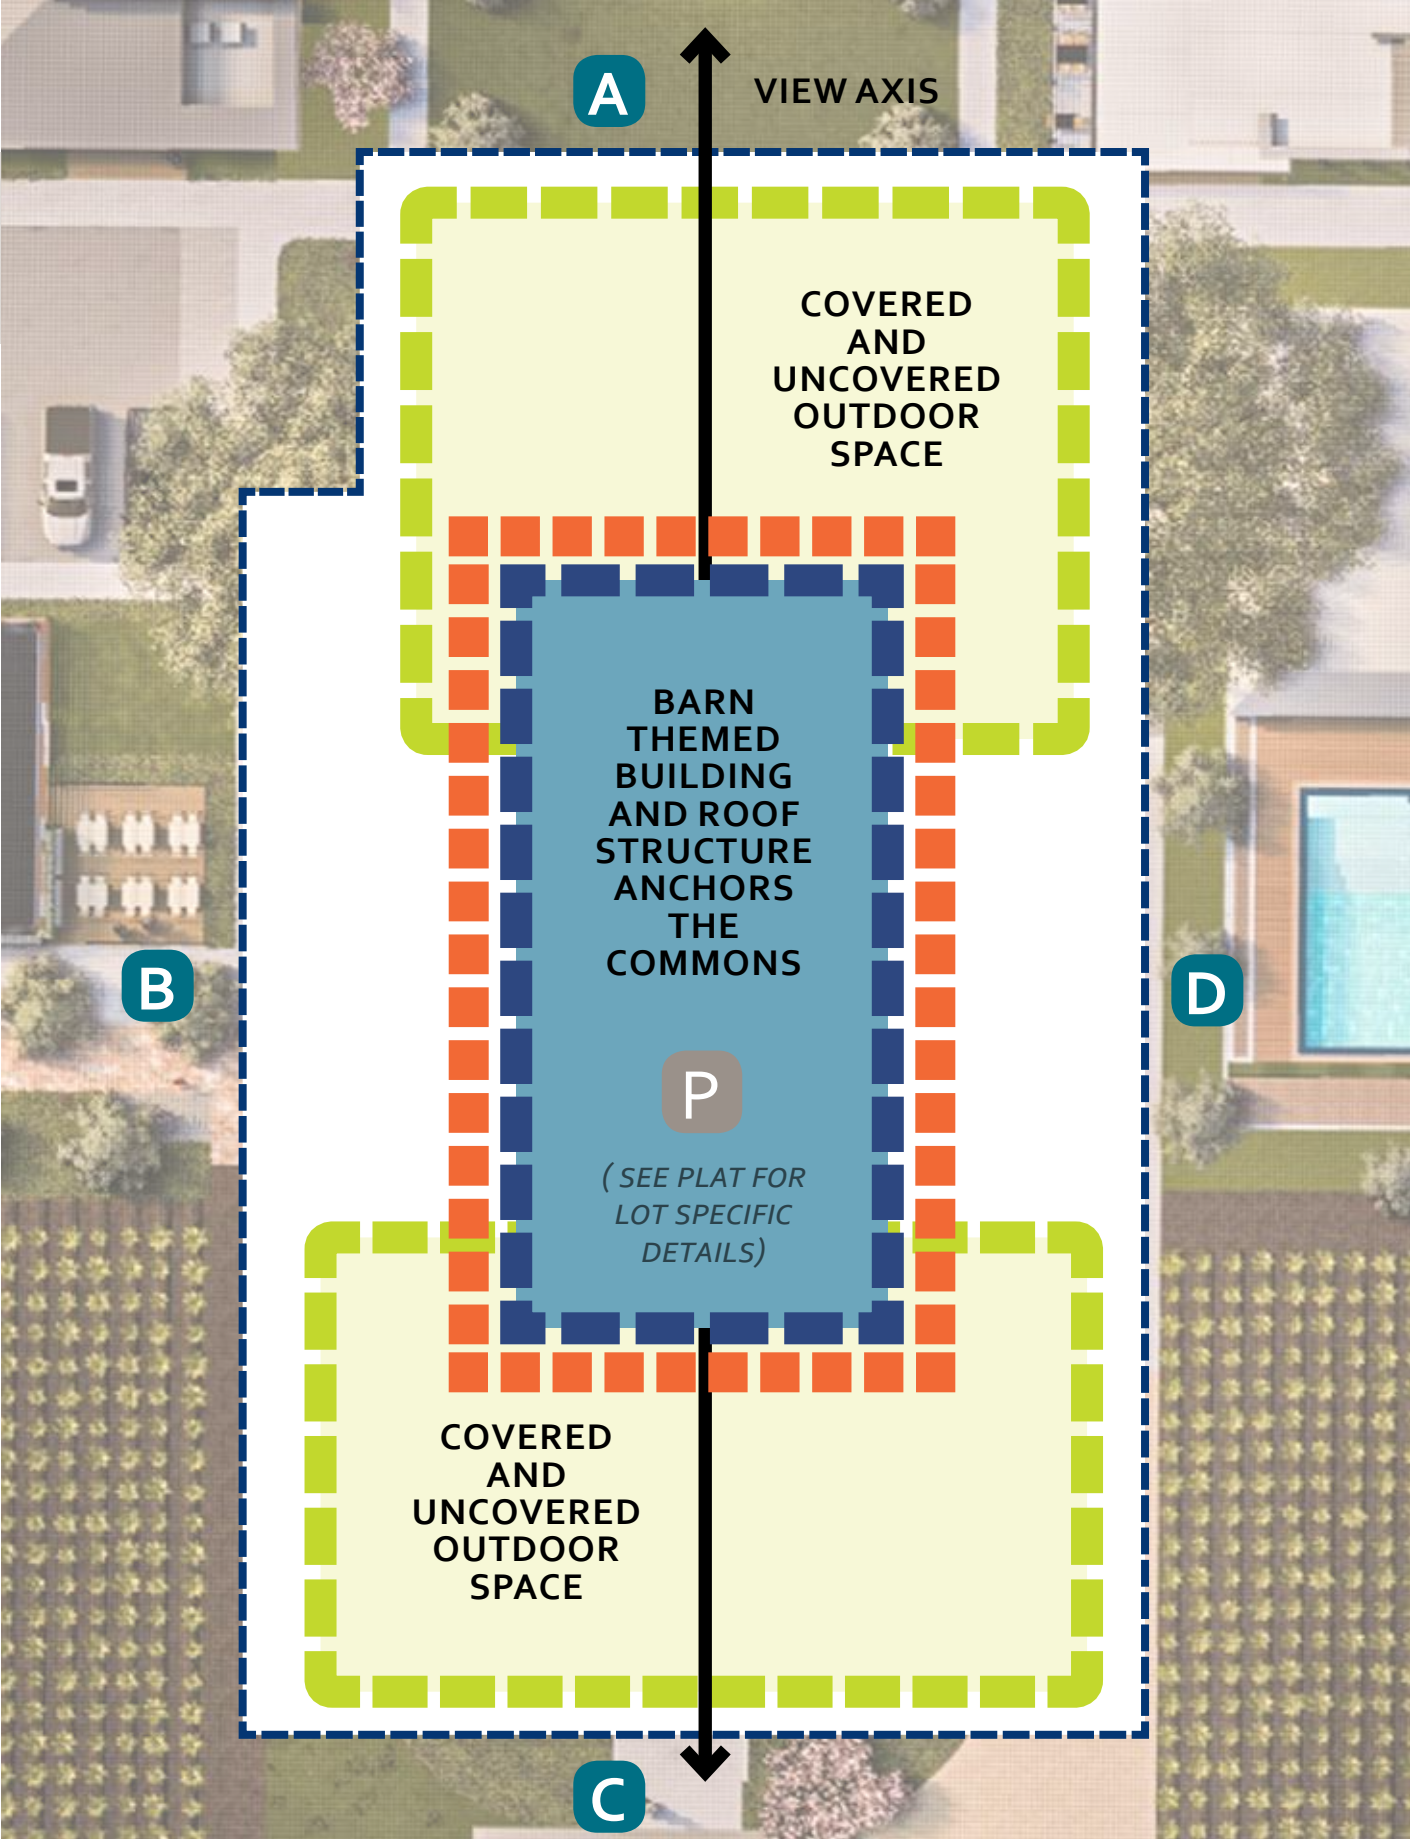 A
VIEW AXIS
COVERED
AND
UNCOVERED
OUTDOOR
SPACE
BARN
THEMED
BUILDING
AND ROOF
STRUCTURE
ANCHORS
THE
COMMONS
B
D
P
( SEE PLAT FOR
LOT SPECIFIC
DETAILS)
COVERED
AND
UNCOVERED
OUTDOOR
SPACE
C